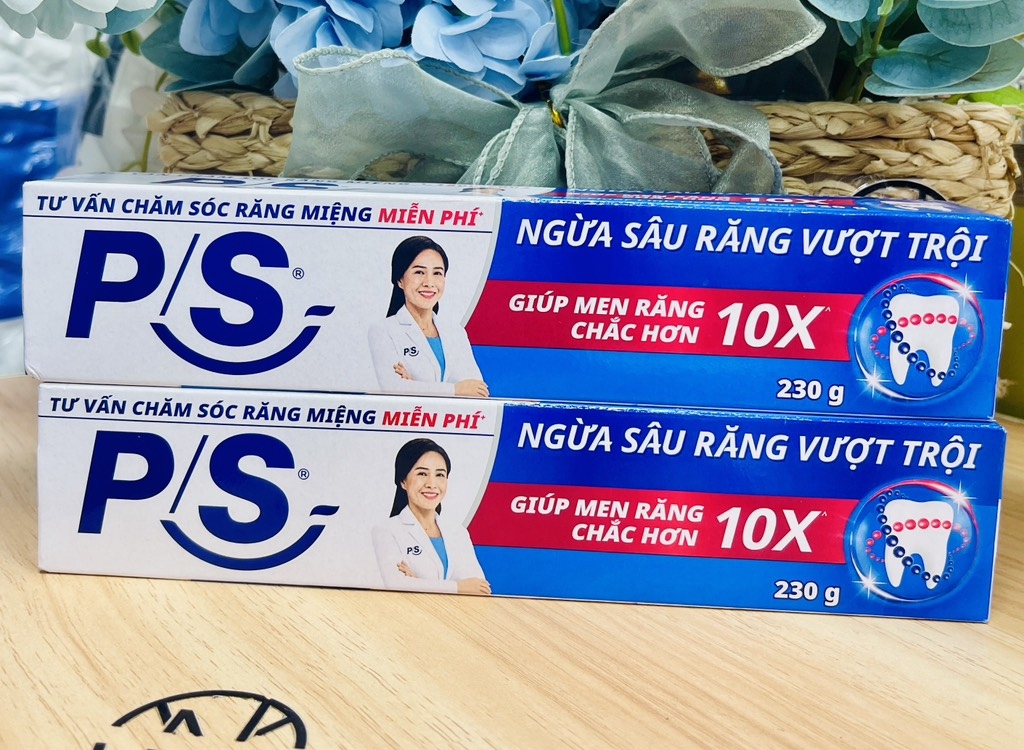 TƯ VẤN CHĂM SÓC RĂNG MIỆNG MIỄN PHÍ+
P/S®
P/S
NGỪA SÂU RĂNG VƯỢT TRỘI
GIÚP MEN RĂNG
CHẮC HƠN 10X^
230 g
TƯ VẤN CHĂM SÓC RĂNG MIỆNG MIỄN PHÍ+
P/S®
P/S
NGỪA SÂU RĂNG VƯỢT TRỘI
GIÚP MEN RĂNG
CHẮC HƠN 10X^
230 g